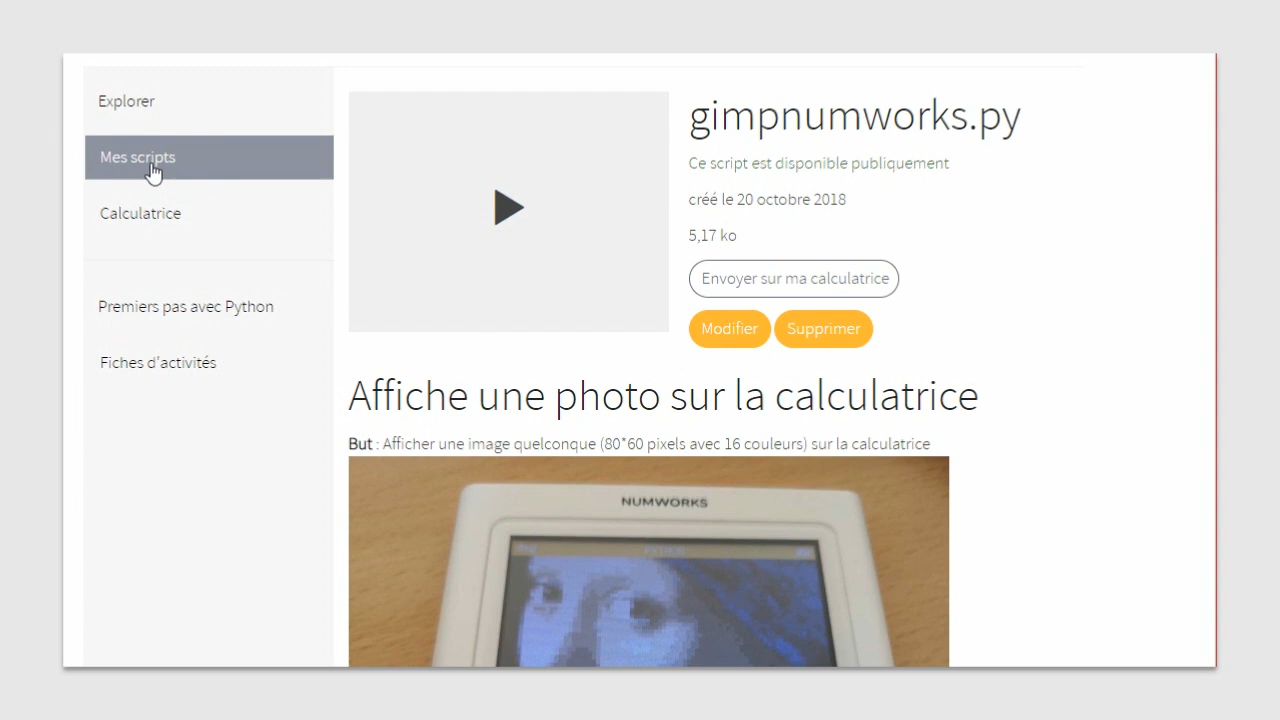 Explorer
Mes scripts
Calculatrice
Premiers pas avec Python
Fiches d'activités
gimpnumworks.py
Ce script est disponible publiquement
créé le 20 octobre 2018
5,17 ko
Envoyer sur ma calculatrice
Modifier Supprimer
Affiche une photo sur la calculatrice
But : Afficher une image quelconque (80*60 pixels avec 16 couleurs) sur la calculatrice
NUMWORKS
PYTHON